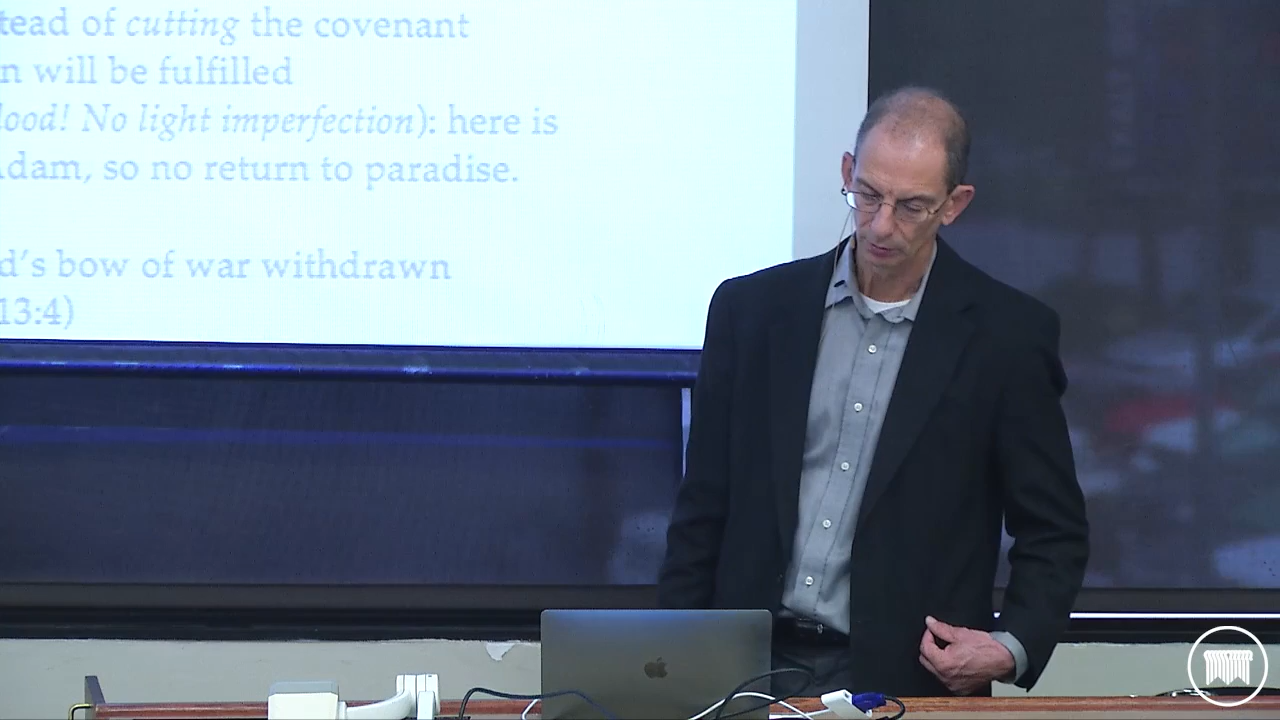 tead of cutting the covenant
n will be fulfilled
lood! No light imperfection): here is
dam, so no return to paradise.
d's bow of war withdrawn
13:4)